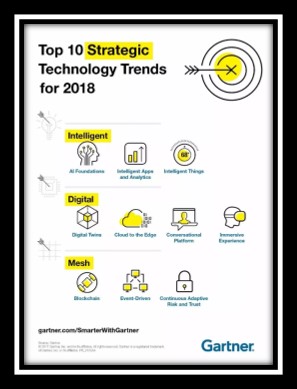 Top 10 Strategic
Technology Trends
for 2018
Intelligent
AI Foundations
Intelligent Apps
and Analytics
Intelligent Things
Digital
Digital Twins
Cloud to the Edge
Conversational
Platform
Immersive
Experience
Mesh
Blockchain
Event-Driven
Continuous Adaptive
Risk and Trust
gartner.com/SmarterWithGartner
Gartner.